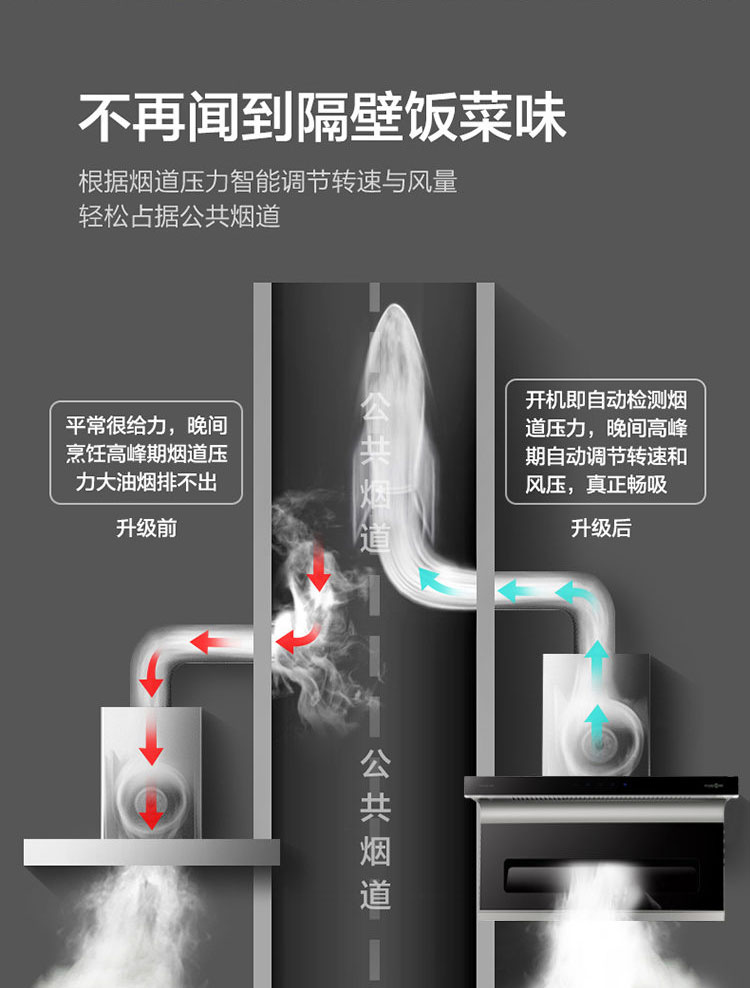 不再闻到隔壁饭菜味
根据烟道压力智能调节转速与风量
轻松占据公共烟道
平常很给力，晚间
烹饪高峰期烟道压
力大油烟排不出
升级前
开机即自动检测烟
道压力，晚间高峰
期自动调节转速和
风压，真正畅吸
升级后
公共烟道
公共烟道